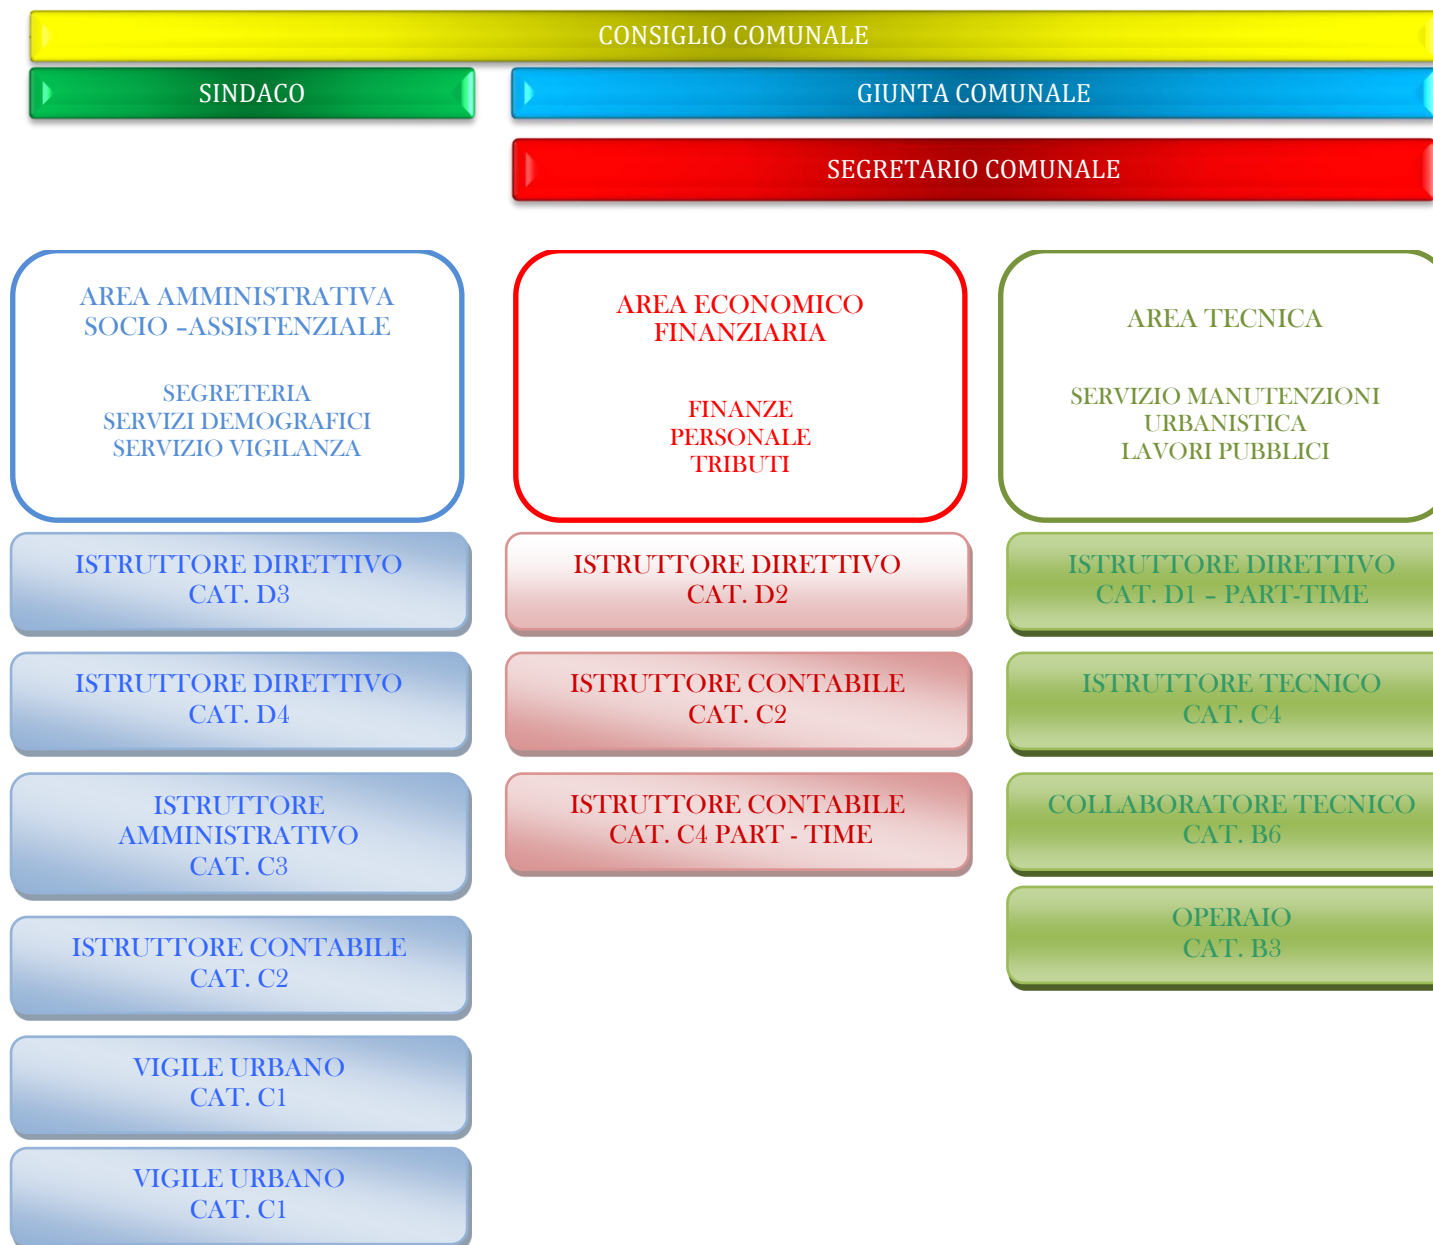 CONSIGLIO COMUNALE
SINDACO
GIUNTA COMUNALE
SEGRETARIO COMUNALE
AREA AMMINISTRATIVA
SOCIO –ASSISTENZIALE
SEGRETERIA
SERVIZI DEMOGRAFICI
SERVIZIO VIGILANZA
AREA ECONOMICO
FINANZIARIA
FINANZE
PERSONALE
TRIBUTI
AREA TECNICA
SERVIZIO MANUTENZIONI
URBANISTICA
LAVORI PUBBLICI
ISTRUTTORE DIRETTIVO
CAT. D3
ISTRUTTORE DIRETTIVO
CAT. D4
ISTRUTTORE
AMMINISTRATIVO
CAT. C3
ISTRUTTORE CONTABILE
CAT. C2
VIGILE URBANO
CAT. C1
VIGILE URBANO
CAT. C1
ISTRUTTORE DIRETTIVO
CAT. D2
ISTRUTTORE CONTABILE
CAT. C2
ISTRUTTORE CONTABILE
CAT. C4 PART - TIME
ISTRUTTORE DIRETTIVO
CAT. D1 – PART-TIME
ISTRUTTORE TECNICO
CAT. C4
COLLABORATORE TECNICO
CAT. B6
OPERAIO
CAT. B3